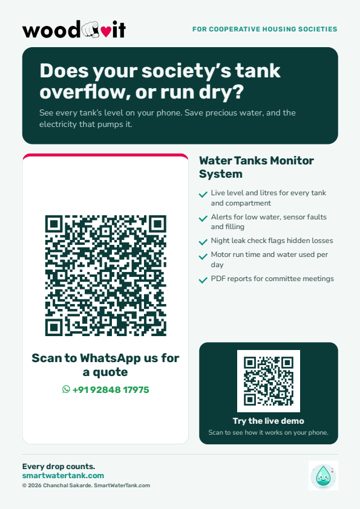 woodit
FOR COOPERATIVE HOUSING SOCIETIES
Does your society's tank
overflow, or run dry?
See every tank's level on your phone. Save precious water, and the
electricity that pumps it.
Scan to WhatsApp us for
a quote
+91 92848 17975
Water Tanks Monitor
System
Live level and litres for every tank
and compartment
Alerts for low water, sensor faults
and filling
Night leak check flags hidden losses
Motor run time and water used per
day
PDF reports for committee meetings
Try the live demo
Scan to see how it works on your phone.
Every drop counts.
smartwatertank.com
© 2026 Chanchal Sakarde. SmartWaterTank.com